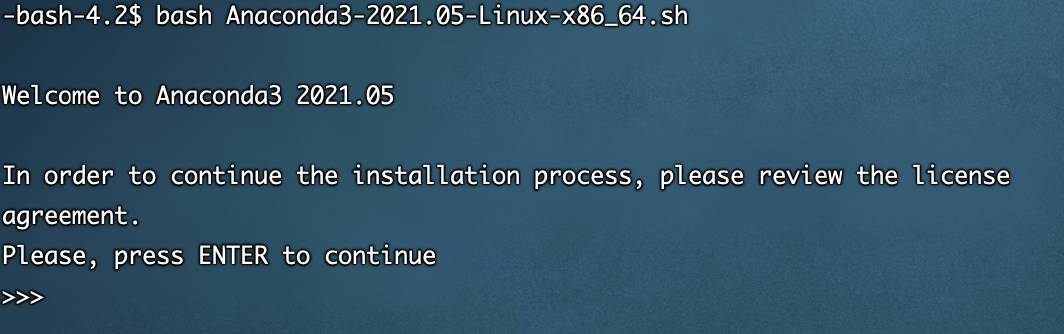 -bash-4.2$ bash Anaconda3-2021.05-Linux-x86_64.sh
Welcome to Anaconda3 2021.05
In order to continue the installation process, please review the license
agreement.
Please, press ENTER to continue
>>>